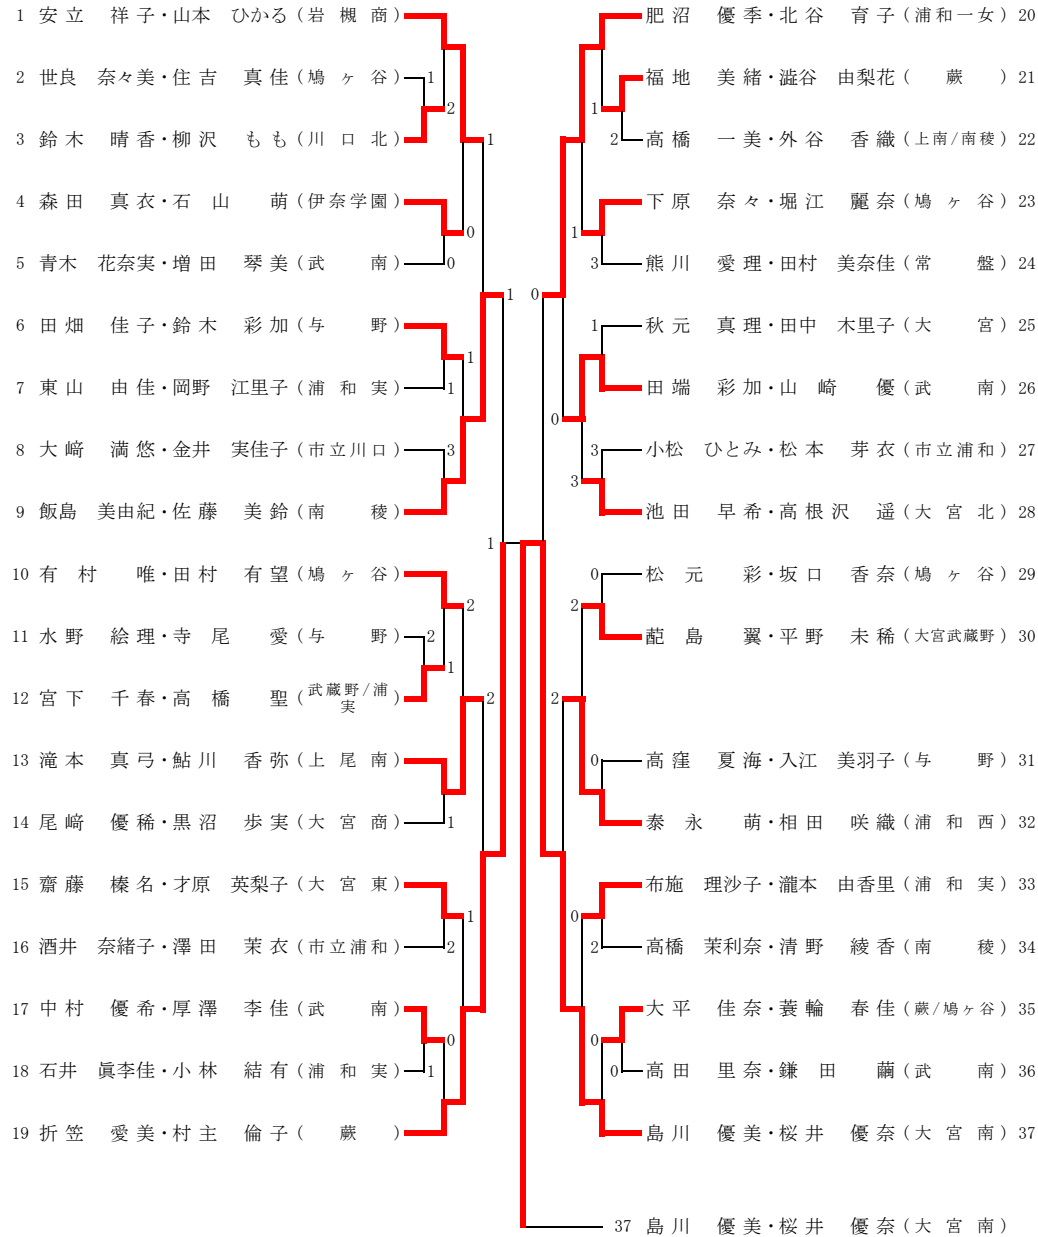 1 安立 祥子・山本 ひかる(岩槻商)
2 世良 奈々美・住吉 真佳(鳩ヶ谷)
3 鈴木 晴香・柳沢 もも(川口北)
4 森田 真衣・石山 萌(伊奈学園)
5 青木 花奈実・増田 琴美(武南)
6 田畑 佳子・鈴木 彩加(与野)
7 東山 由佳・岡野 江里子(浦和実)
8 大﨑 満悠・金井 実佳子(市立川口)
9 飯島 美由紀・佐藤 美鈴(南稜)
10 有村 唯・田村 有望(鳩ヶ谷)
11 水野 絵理・寺尾 愛(与野)
12 宮下 千春・高橋 聖(武蔵野/浦実)
13 滝本 真弓・鮎川 香弥(上尾南)
14 尾﨑 優稀・黒沼 歩実(大宮商)
15 齋藤 榛名・才原 英梨子(大宮東)
16 酒井 奈緒子・澤田 茉衣(市立浦和)
17 中村 優希・厚澤 李佳(武南)
18 石井 眞李佳・小林 結有(浦和実)
19 折笠 愛美・村主 倫子(蕨)
1
2
1
0
0
1
1
1
3
1
2
2
1
2
1
1
2
0
1
肥沼 優季・北谷 育子(浦和一女) 20
福地 美緒・澁谷 由梨花(蕨) 21
高橋 一美・外谷 香織(上南/南稜) 22
下原 奈々・堀江 麗奈(鳩ヶ谷) 23
熊川 愛理・田村 美奈佳(常盤) 24
秋元 真理・田中 木里子(大宮) 25
田端 彩加・山崎 優(武南) 26
小松 ひとみ・松本 芽衣(市立浦和) 27
池田 早希・高根沢 遥(大宮北) 28
松元 彩・坂口 香奈(鳩ヶ谷) 29
島 翼・平野 未稀(大宮武蔵野) 30
高窪 夏海・入江 美羽子(与野) 31
泰永 萌・相田 咲織(浦和西) 32
布施 理沙子・瀧本 由香里(浦和実) 33
高橋 茉利奈・清野 綾香(南稜) 34
大平 佳奈・蓑輪 春佳(蕨/鳩ヶ谷) 35
高田 里奈・鎌田 繭(武南) 36
島川 優美・桜井 優奈(大宮南) 37
1
2
1
3
0
1
0
3
3
0
2
2
0
0
2
0
0
37 島川 優美・桜井 優奈(大宮南)